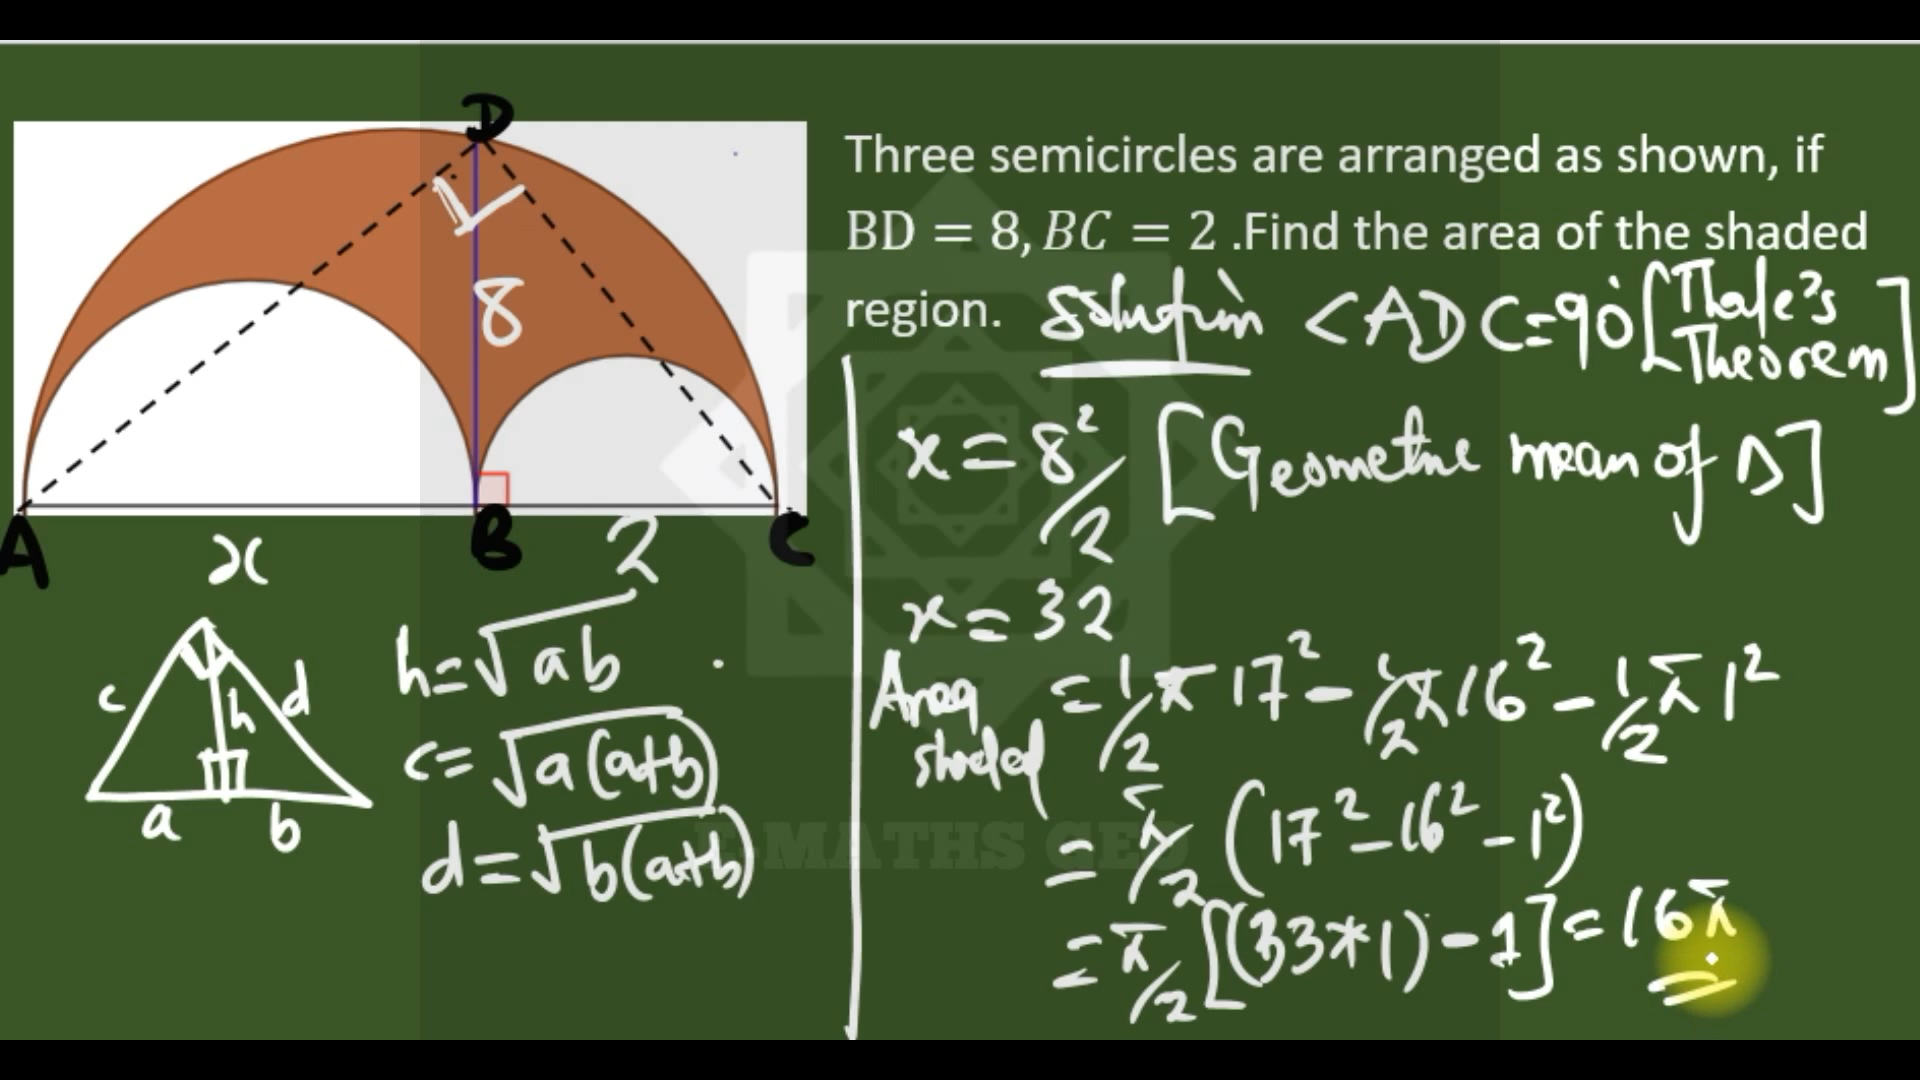 Three semicircles are arranged as shown, if
BD = 8, BC = 2 .Find the area of the shaded
region.
Solution <ADC=90° [Thale's Theorem]
D
8
A
B
C
x
2
x = 8²/2 [Geometric mean of Δ]
x = 32
Area shaded = 1/2 π 17² - 1/2 π 16² - 1/2 π 1²
= π/2 (17² - 16² - 1²)
= π/2 [(33*1) - 1] = 16π
c
h
d
a
b
h = √ab
c = √a(a+b)
d = √b(a+b)
MATHS GEO